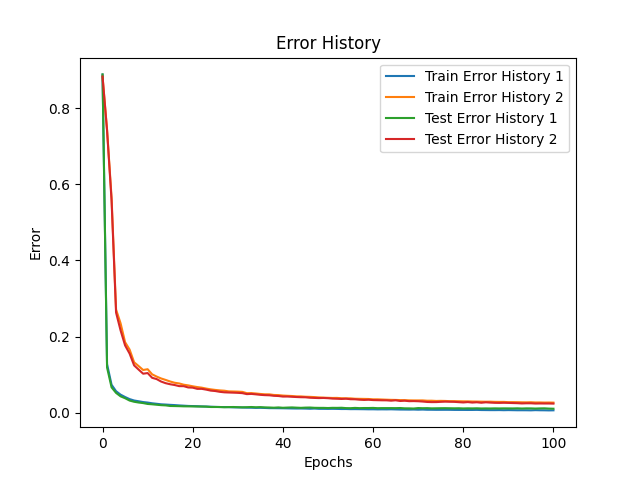 Error History
Train Error History 1
Train Error History 2
Test Error History 1
Test Error History 2
Error
0.8
0.6
0.4
0.2
0.0
0 20 40 60 80 100
Epochs